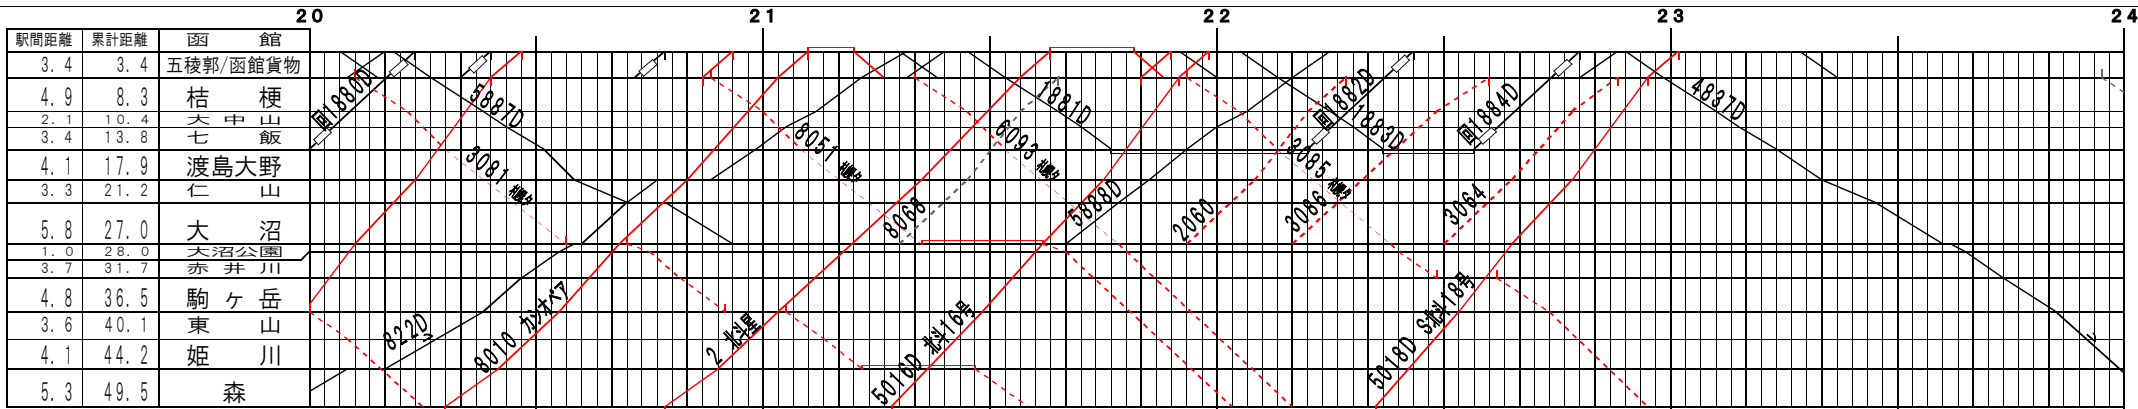 20 21 22 23 24
駅間距離 累計距離 函館
3.4 3.4 五稜郭/函館貨物
4.9 8.3 桔梗
2.1 10.4 大中山
3.4 13.8 七飯
4.1 17.9 渡島大野
3.3 21.2 仁山
5.8 27.0 大沼
1.0 28.0 大沼公園
3.7 31.7 赤井川
4.8 36.5 駒ヶ岳
3.6 40.1 東山
4.1 44.2 姫川
5.3 49.5 森
回1880D
5887D
3081
822D
8010 カシオペア
2 北斗星
8051
8068
6093
1881D
5888D
5016D 北斗16号
2060
3086
回1882D
1883D
3085
3064
回1884D
5018D S北斗18号
4837D